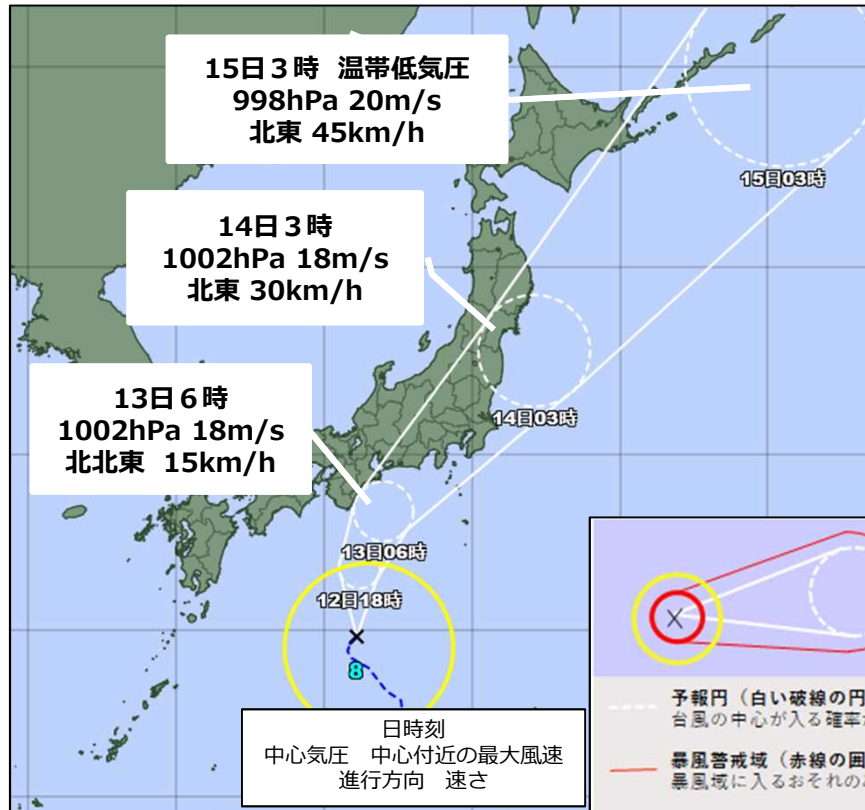 15日3時 温帯低気圧
998hPa 20m/s
北東 45km/h
15日03時
14日3時
1002hPa 18m/s
北東 30km/h
14日03時
13日6時
1002hPa 18m/s
北北東 15km/h
13日06時
12日18時
×
8
日時刻
中心気圧 中心付近の最大風速
進行方向 速さ
×
予報円(白い破線の円
台風の中心が入る確率
暴風警戒域(赤線の囲
暴風域に入るおそれの